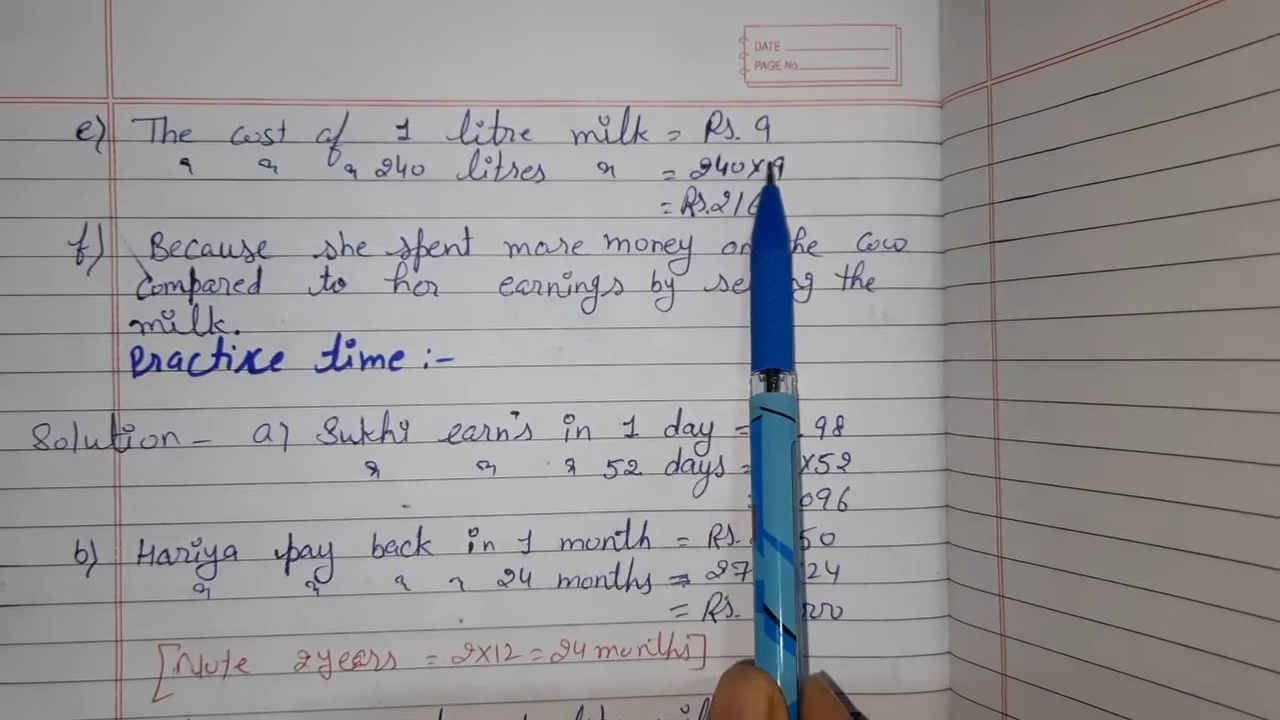 DATE
PAGE No.
e) The cost of 1 litre milk = Rs. 9
" " " 240 litres " = 240×9
= Rs.216
f) Because she spent more money on the cow
compared to her earnings by the
milk.
Practice time :-
Solution - a) Sukhi earn's in 1 day = 98
" " " 52 days = ×52
096
b) Hariya pay back in 1 month = Rs. 50
" " " " 24 months = 27 24
= Rs.
[Note 2 years = 2×12 = 24 months]